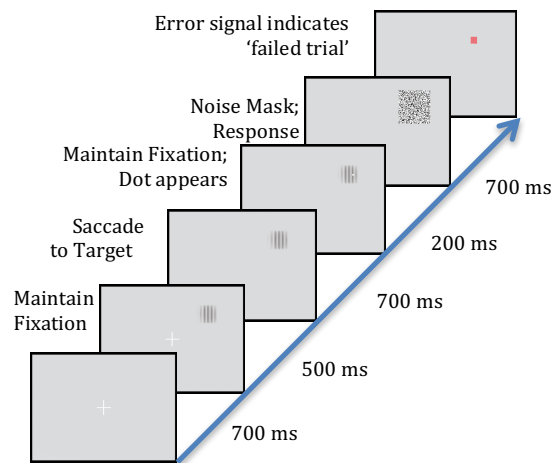 Error signal indicates
‘failed trial’
Noise Mask;
Response
Maintain Fixation;
Dot appears
Saccade
to Target
Maintain
Fixation
700 ms
200 ms
700 ms
500 ms
700 ms